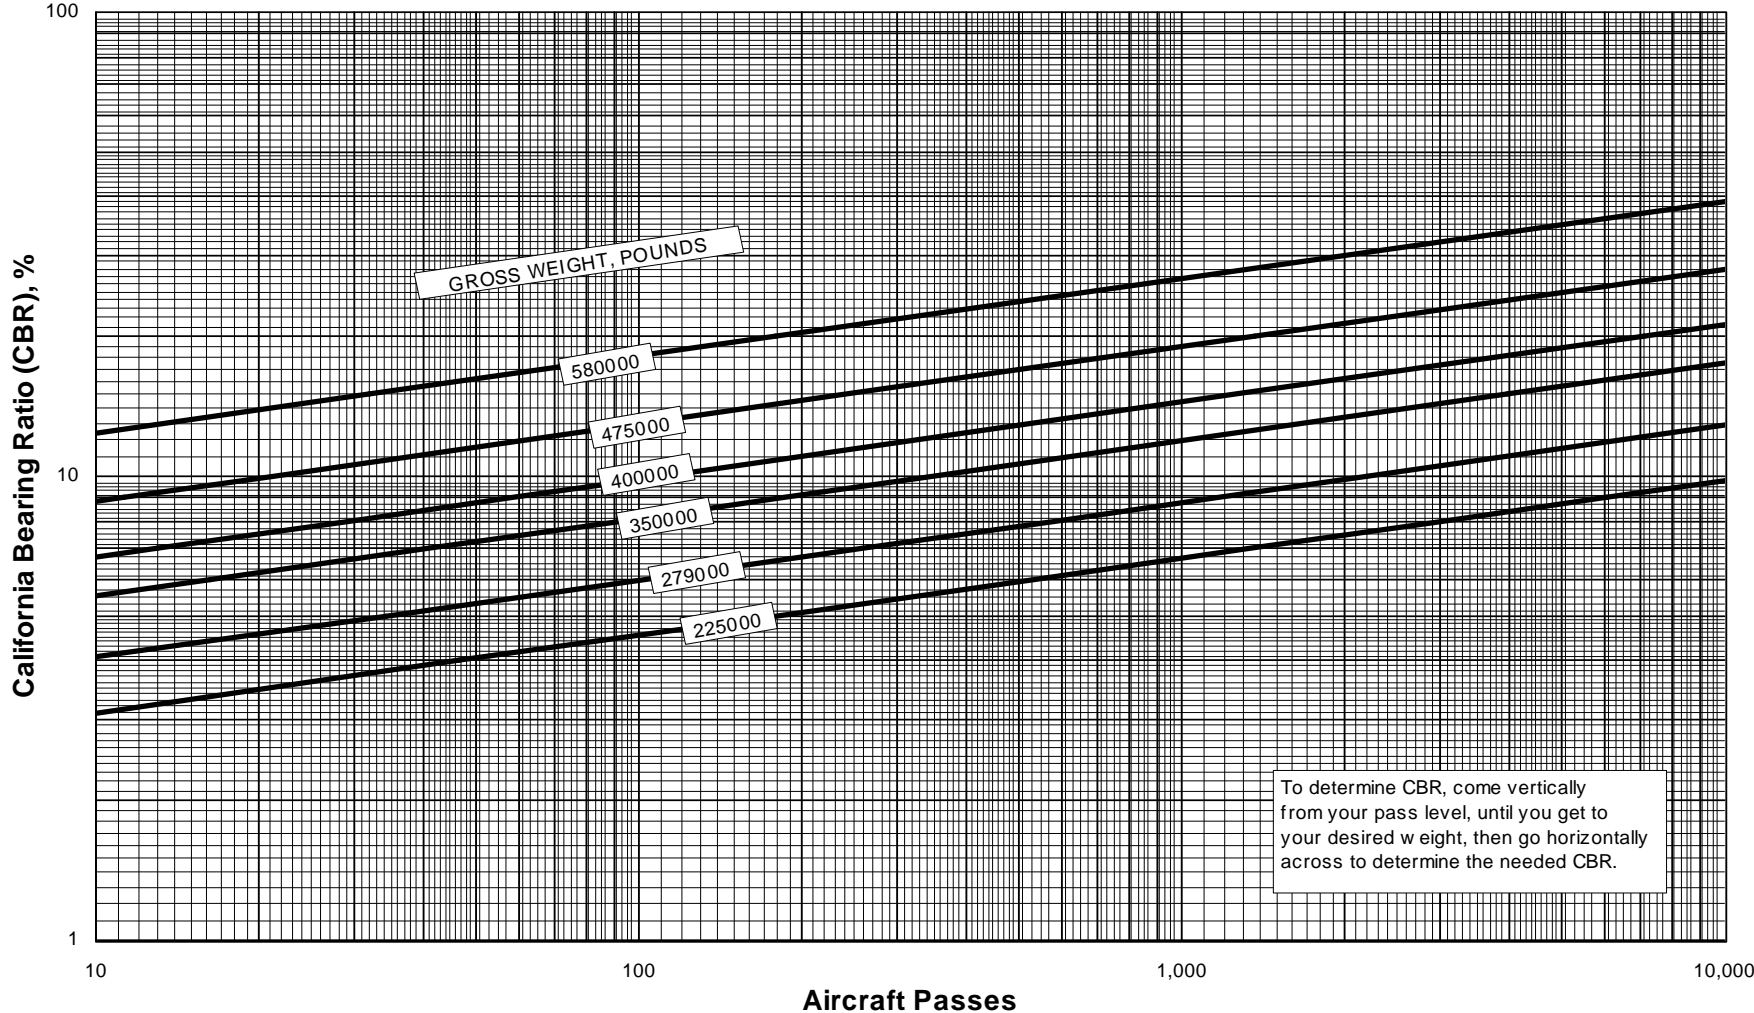 100
10
1
California Bearing Ratio (CBR), %
GROSS WEIGHT, POUNDS
580000
475000
400000
350000
279000
225000
To determine CBR, come vertically
from your pass level, until you get to
your desired w eight, then go horizontally
across to determine the needed CBR.
10
100
1,000
10,000
Aircraft Passes